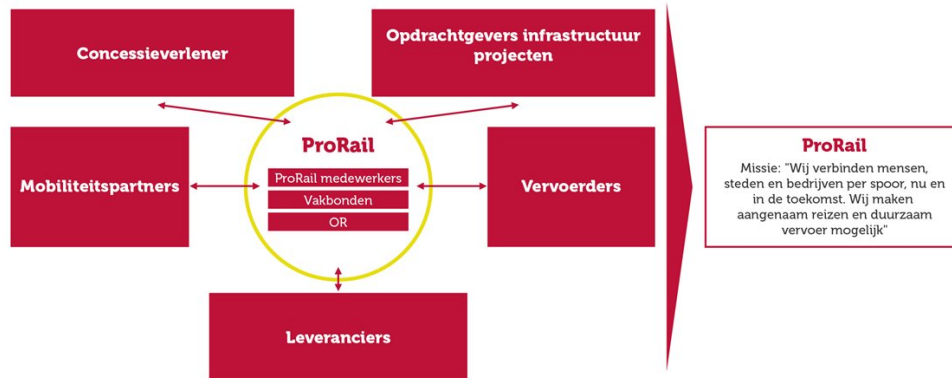 Concessieverlener
Opdrachtgevers infrastructuur
projecten
Mobiliteitspartners
ProRail
ProRail medewerkers
Vakbonden
OR
Vervoerders
Leveranciers
ProRail
Missie: "Wij verbinden mensen,
steden en bedrijven per spoor, nu en
in de toekomst. Wij maken
aangenaam reizen en duurzaam
vervoer mogelijk"